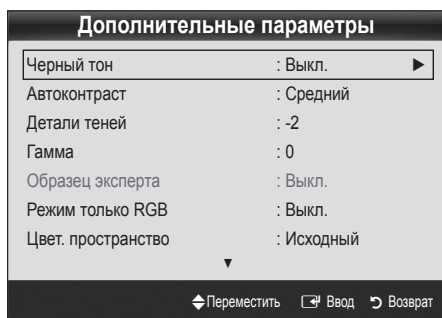 Дополнительные параметры
Черный тон : Выкл. ►
Автоконтраст : Средний
Детали теней : -2
Гамма : 0
Образец эксперта : Выкл.
Режим только RGB : Выкл.
Цвет. пространство : Исходный
▼
Переместить Ввод Возврат